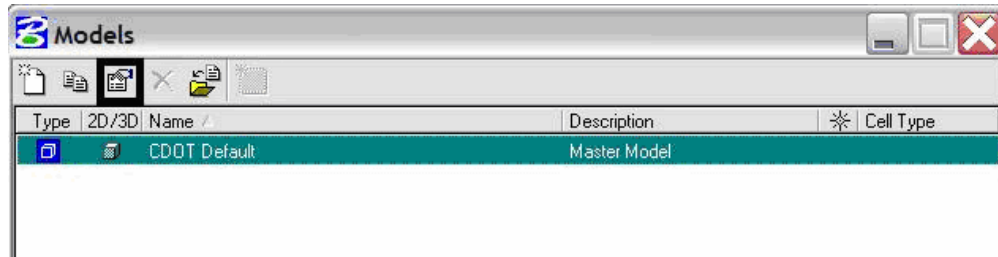 Models
Type 2D/3D Name Description Cell Type
CDOT Default Master Model